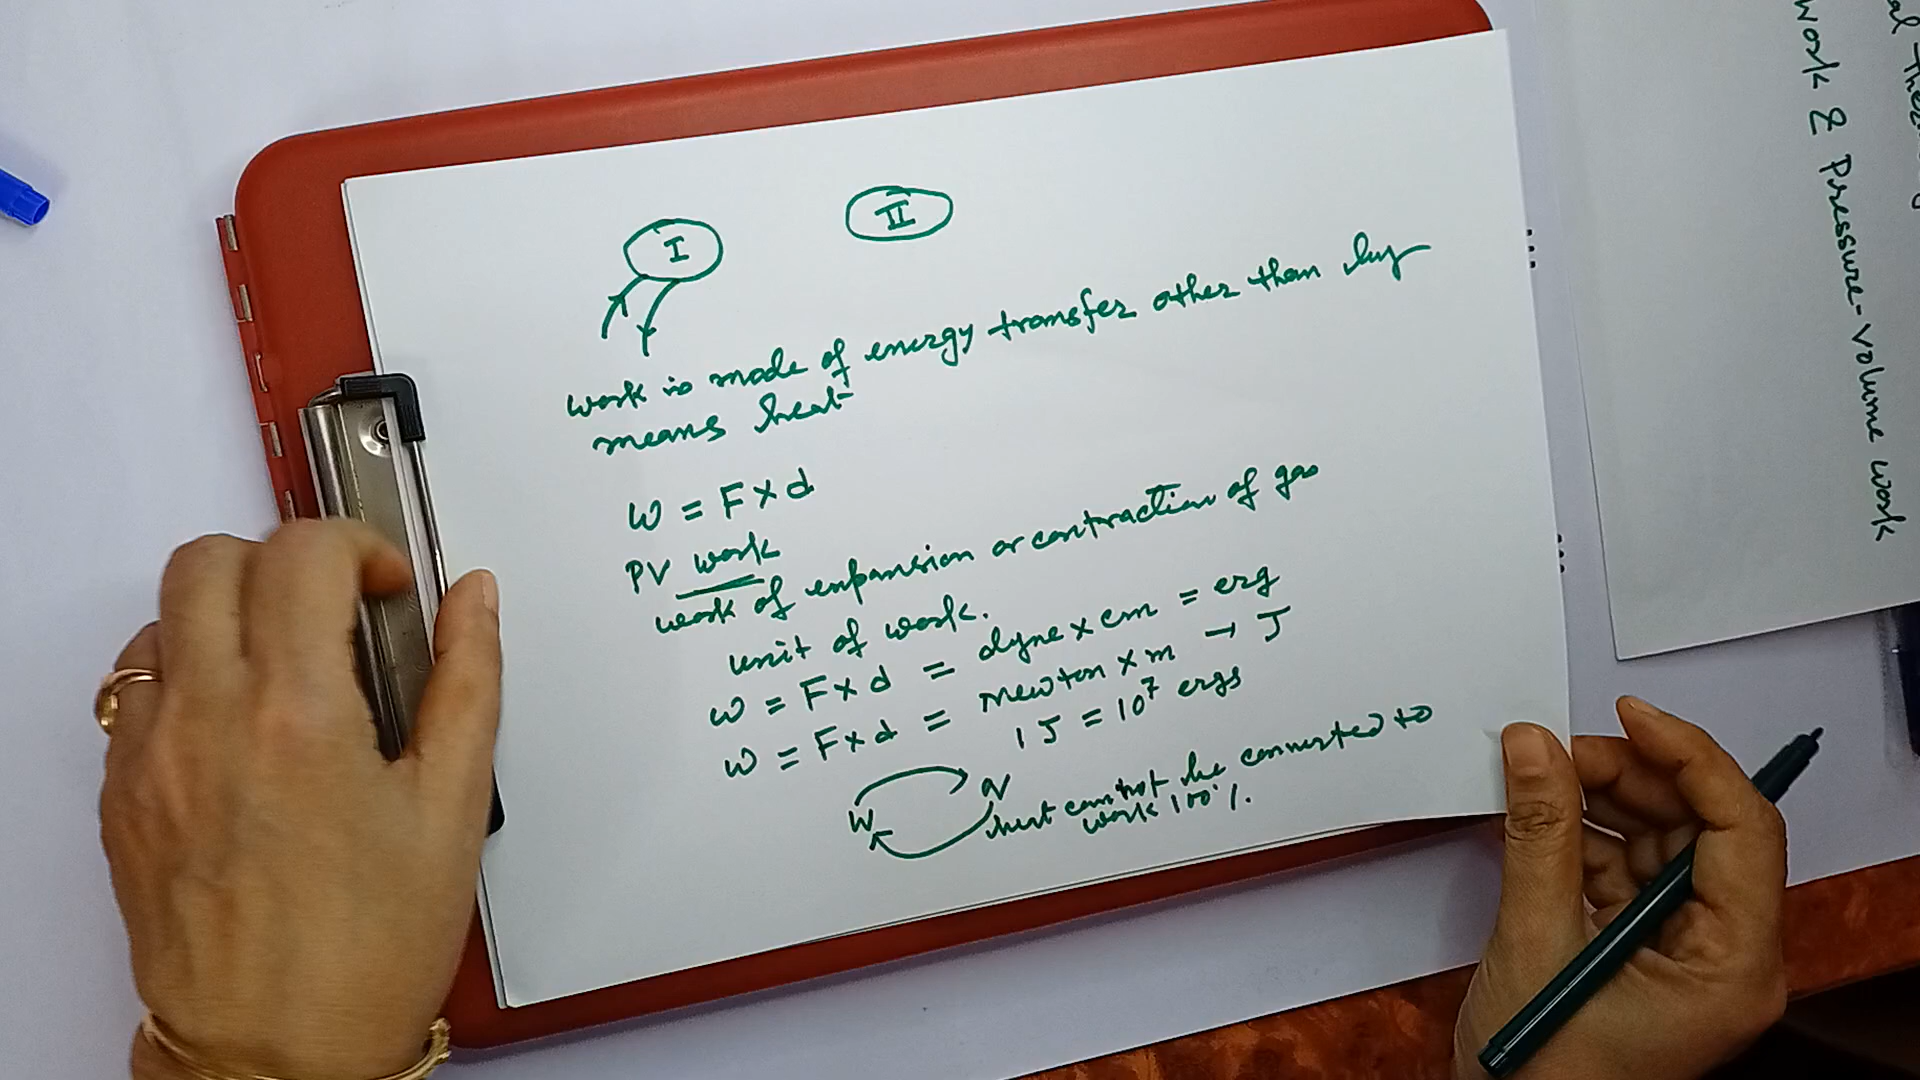 I
II
work is mode of energy transfer other than by
means heat
W = F x d
PV work
work of expansion or contraction of gas
unit of work.
W = F x d = dyne x cm = erg
W = F x d = newton x m → J
1 J = 10⁷ ergs
W
q
heat cannot be converted to
work 100%.
work & Pressure-volume work